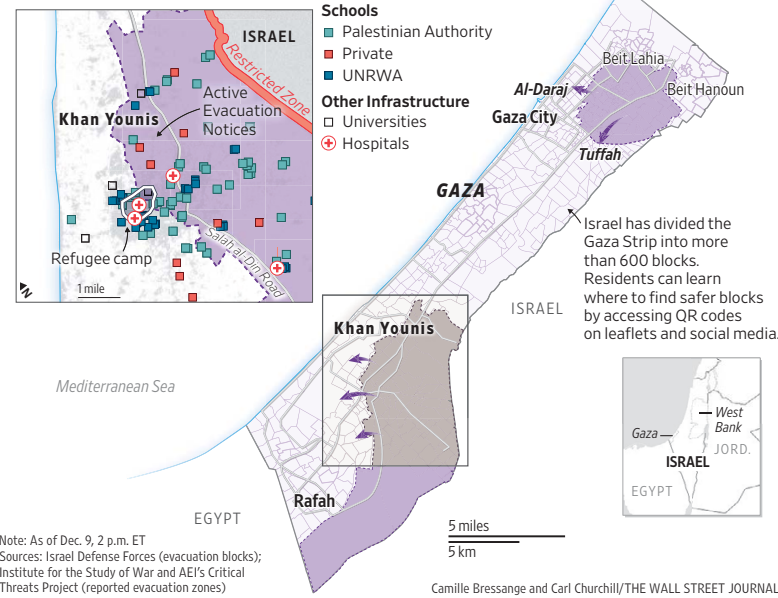 Schools
Palestinian Authority
Private
UNRWA
Other Infrastructure
Universities
Hospitals
ISRAEL
Restricted Zone
Active
Evacuation
Notices
Khan Younis
Refugee camp
Salah al-Din Road
N
1 mile
Beit Lahia
Beit Hanoun
Al-Daraj
Gaza City
Tuffah
GAZA
Israel has divided the
Gaza Strip into more
than 600 blocks.
Residents can learn
where to find safer blocks
by accessing QR codes
on leaflets and social media.
ISRAEL
Khan Younis
Mediterranean Sea
Rafah
EGYPT
West
Bank
Gaza
JORD.
ISRAEL
EGYPT
5 miles
5 km
Note: As of Dec. 9, 2 p.m. ET
Sources: Israel Defense Forces (evacuation blocks);
Institute for the Study of War and AEI's Critical
Threats Project (reported evacuation zones)
Camille Bressange and Carl Churchill/THE WALL STREET JOURNAL